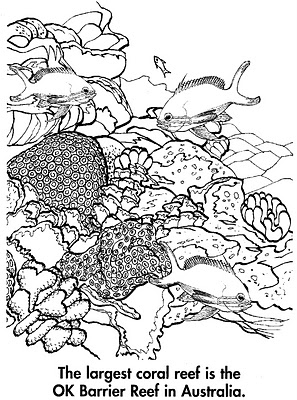 The largest coral reef is the
OK Barrier Reef in Australia.